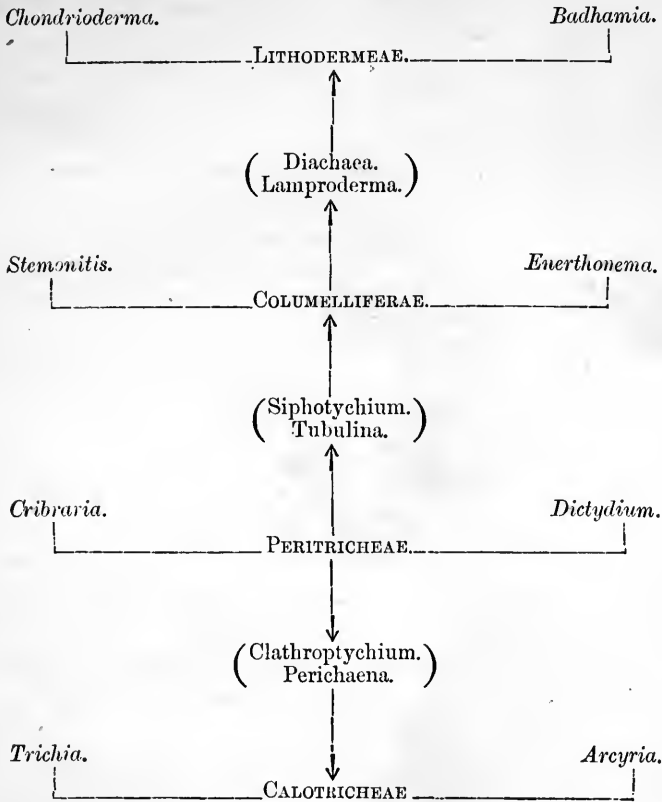 Chondrioderma. Badhamia.
LITHODERMEAE.
Diachaea.
Lamproderma.
Stemonitis. Enerthonema.
COLUMELLIFERAE.
Siphotychium.
Tubulina.
Cribraria. Dictydium.
PERITRICHEAE.
Clathroptychium.
Perichaena.
Trichia. Arcyria.
CALOTRICHEAE